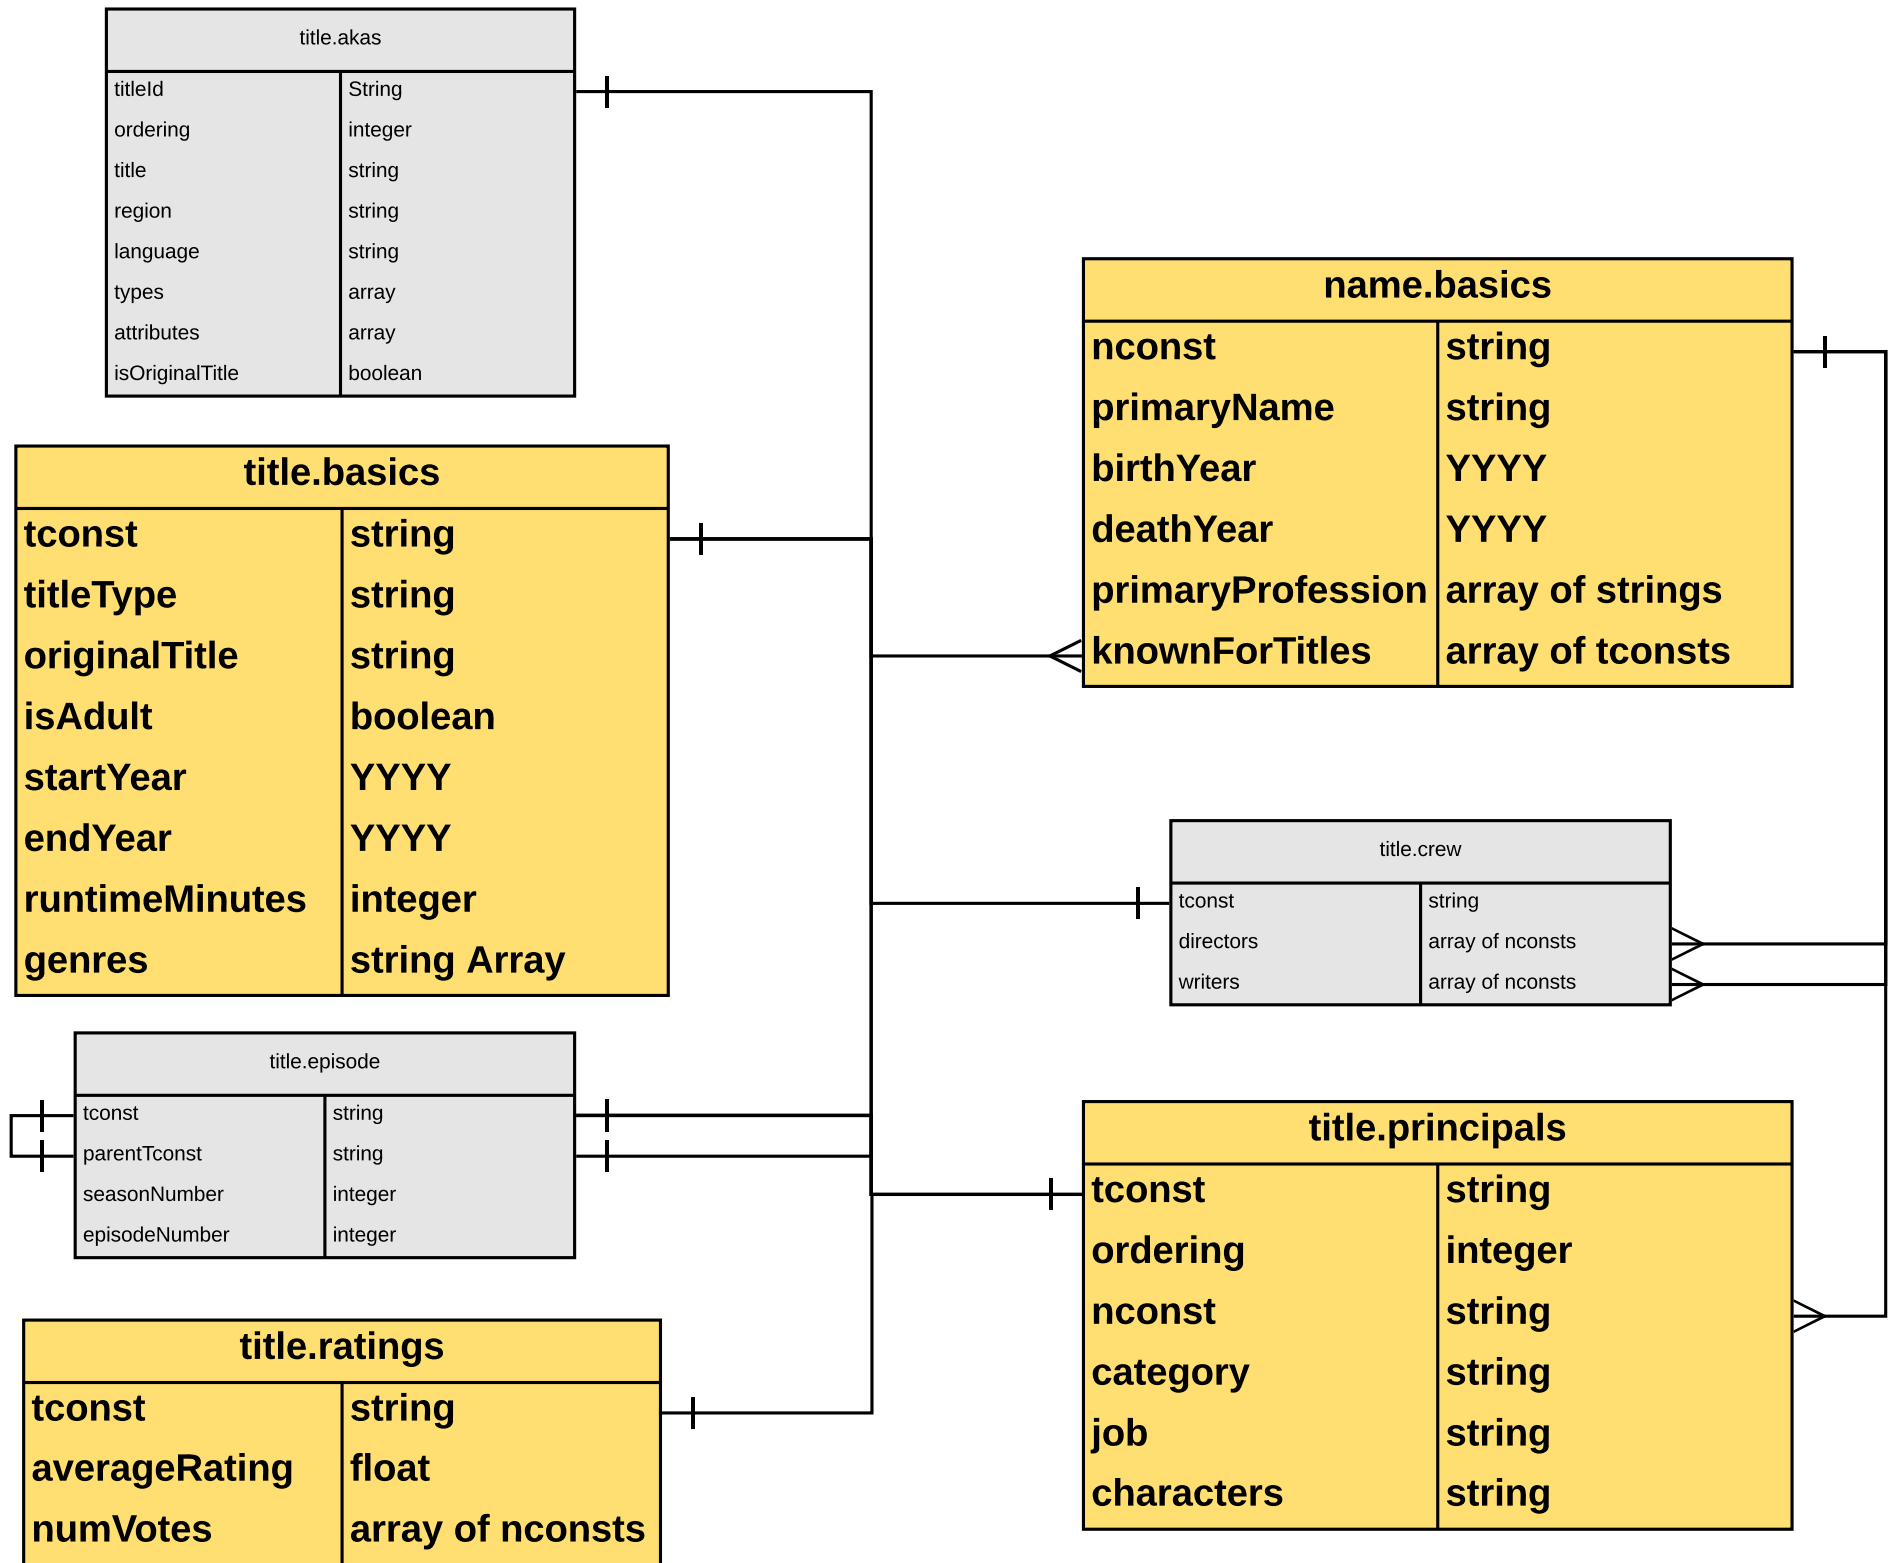 title.akas
titleId String
ordering integer
title string
region string
language string
types array
attributes array
isOriginalTitle boolean
title.basics
tconst string
titleType string
originalTitle string
isAdult boolean
startYear YYYY
endYear YYYY
runtimeMinutes integer
genres string Array
title.episode
tconst string
parentTconst string
seasonNumber integer
episodeNumber integer
title.ratings
tconst string
averageRating float
numVotes array of nconsts
name.basics
nconst string
primaryName string
birthYear YYYY
deathYear YYYY
primaryProfession array of strings
knownForTitles array of tconsts
title.crew
tconst string
directors array of nconsts
writers array of nconsts
title.principals
tconst string
ordering integer
nconst string
category string
job string
characters string